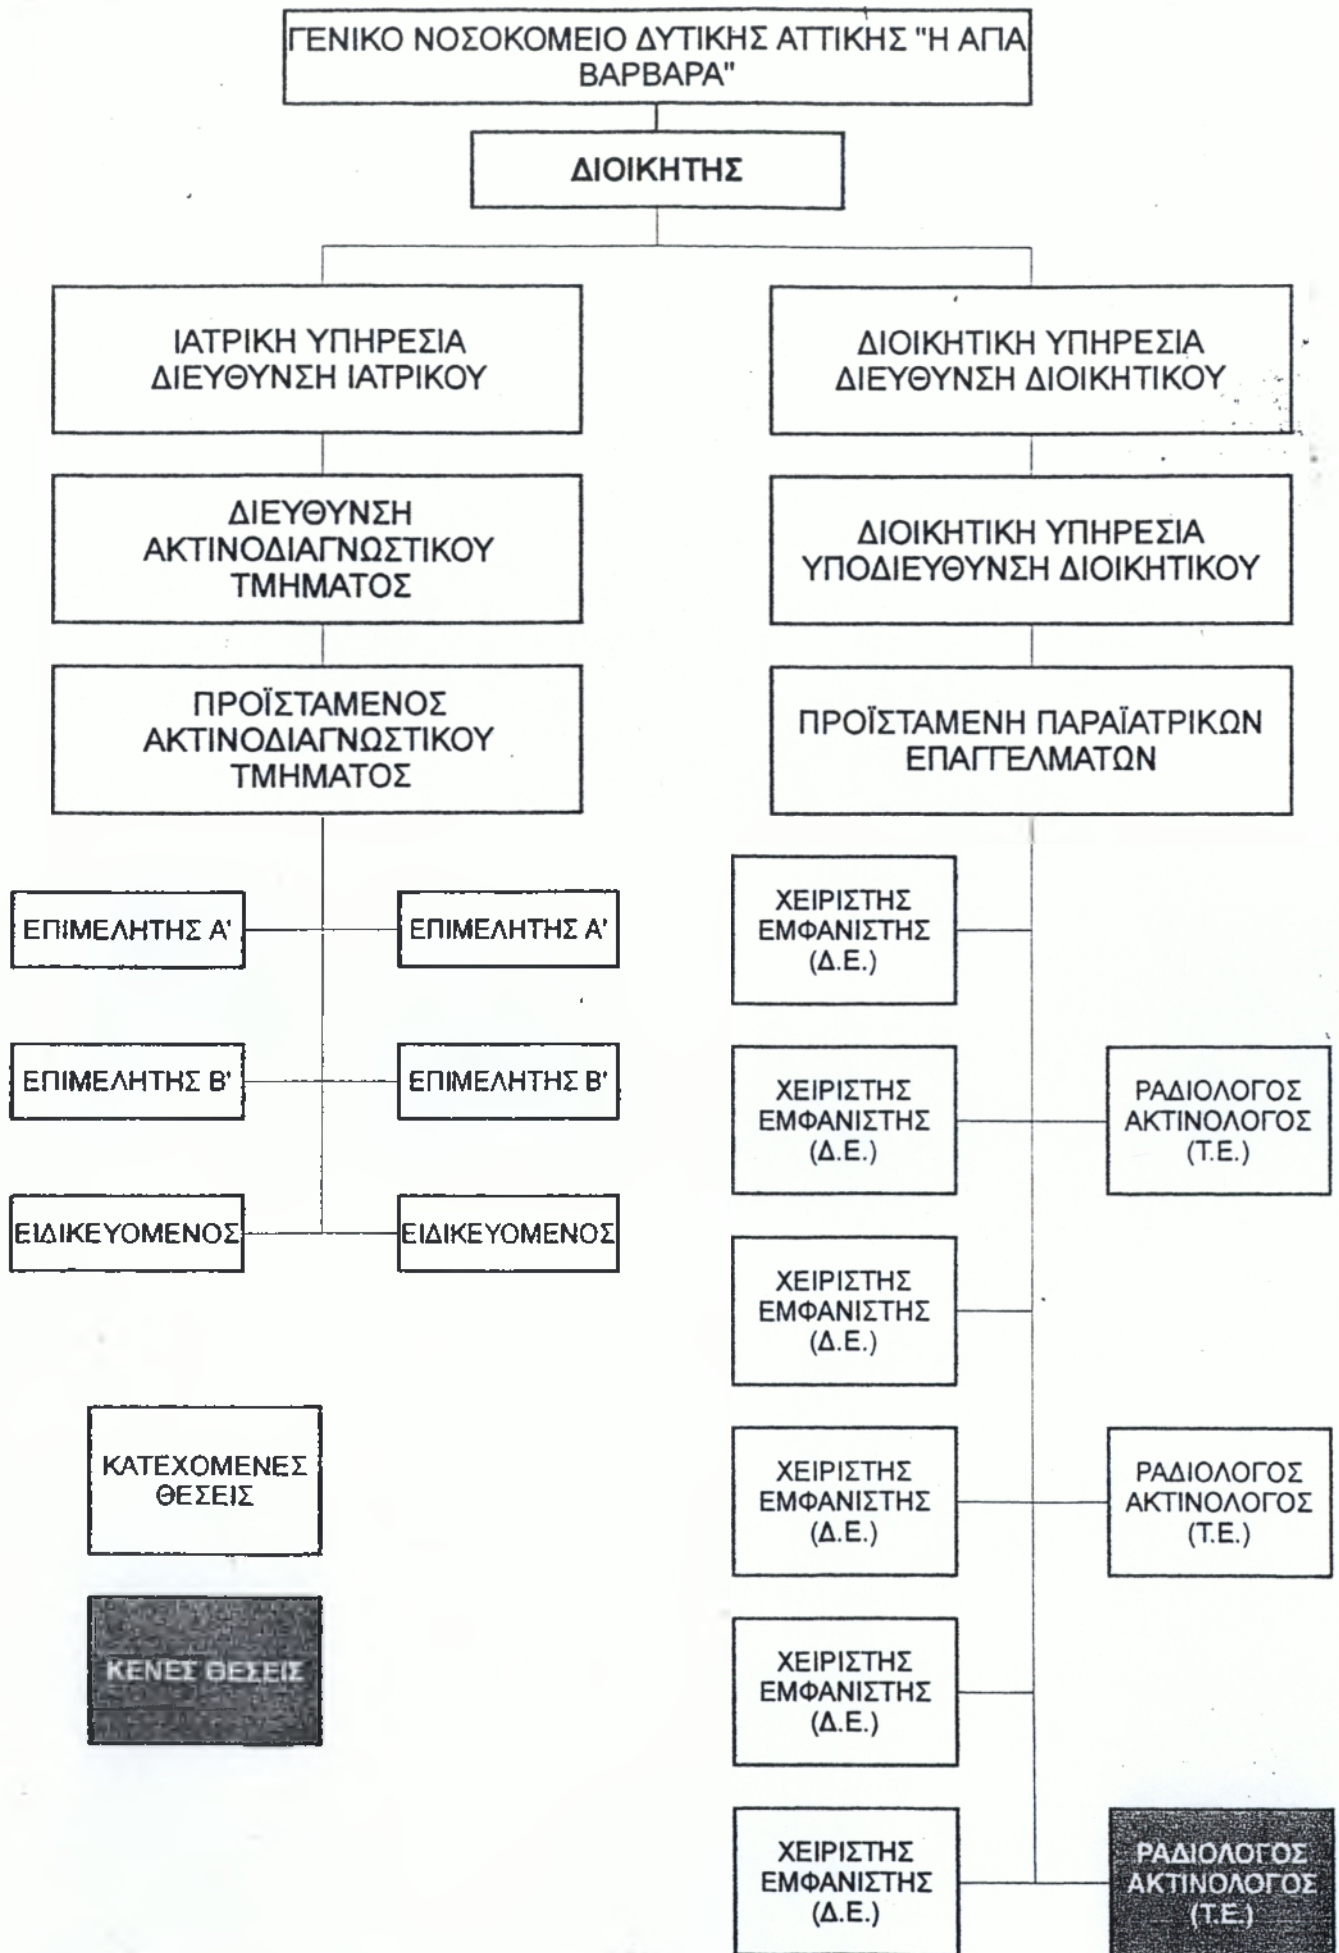 ΓΕΝΙΚΟ ΝΟΣΟΚΟΜΕΙΟ ΔΥΤΙΚΗΣ ΑΤΤΙΚΗΣ "Η ΑΓΙΑ
ΒΑΡΒΑΡΑ"
ΔΙΟΙΚΗΤΗΣ
ΙΑΤΡΙΚΗ ΥΠΗΡΕΣΙΑ
ΔΙΕΥΘΥΝΣΗ ΙΑΤΡΙΚΟΥ
ΔΙΟΙΚΗΤΙΚΗ ΥΠΗΡΕΣΙΑ
ΔΙΕΥΘΥΝΣΗ ΔΙΟΙΚΗΤΙΚΟΥ
ΔΙΕΥΘΥΝΣΗ
ΑΚΤΙΝΟΔΙΑΓΝΩΣΤΙΚΟΥ
ΤΜΗΜΑΤΟΣ
ΔΙΟΙΚΗΤΙΚΗ ΥΠΗΡΕΣΙΑ
ΥΠΟΔΙΕΥΘΥΝΣΗ ΔΙΟΙΚΗΤΙΚΟΥ
ΠΡΟΪΣΤΑΜΕΝΟΣ
ΑΚΤΙΝΟΔΙΑΓΝΩΣΤΙΚΟΥ
ΤΜΗΜΑΤΟΣ
ΠΡΟΪΣΤΑΜΕΝΗ ΠΑΡΑΪΑΤΡΙΚΩΝ
ΕΠΑΓΓΕΛΜΑΤΩΝ
ΕΠΙΜΕΛΗΤΗΣ Α'
ΕΠΙΜΕΛΗΤΗΣ Α'
ΧΕΙΡΙΣΤΗΣ
ΕΜΦΑΝΙΣΤΗΣ
(Δ.Ε.)
ΕΠΙΜΕΛΗΤΗΣ Β'
ΕΠΙΜΕΛΗΤΗΣ Β'
ΧΕΙΡΙΣΤΗΣ
ΕΜΦΑΝΙΣΤΗΣ
(Δ.Ε.)
ΡΑΔΙΟΛΟΓΟΣ
ΑΚΤΙΝΟΛΟΓΟΣ
(Τ.Ε.)
ΕΙΔΙΚΕΥΟΜΕΝΟΣ
ΕΙΔΙΚΕΥΟΜΕΝΟΣ
ΧΕΙΡΙΣΤΗΣ
ΕΜΦΑΝΙΣΤΗΣ
(Δ.Ε.)
ΚΑΤΕΧΟΜΕΝΕΣ
ΘΕΣΕΙΣ
ΧΕΙΡΙΣΤΗΣ
ΕΜΦΑΝΙΣΤΗΣ
(Δ.Ε.)
ΡΑΔΙΟΛΟΓΟΣ
ΑΚΤΙΝΟΛΟΓΟΣ
(Τ.Ε.)
ΚΕΝΕΣ ΘΕΣΕΙΣ
ΧΕΙΡΙΣΤΗΣ
ΕΜΦΑΝΙΣΤΗΣ
(Δ.Ε.)
ΧΕΙΡΙΣΤΗΣ
ΕΜΦΑΝΙΣΤΗΣ
(Δ.Ε.)
ΡΑΔΙΟΛΟΓΟΣ
ΑΚΤΙΝΟΛΟΓΟΣ
(Τ.Ε.)